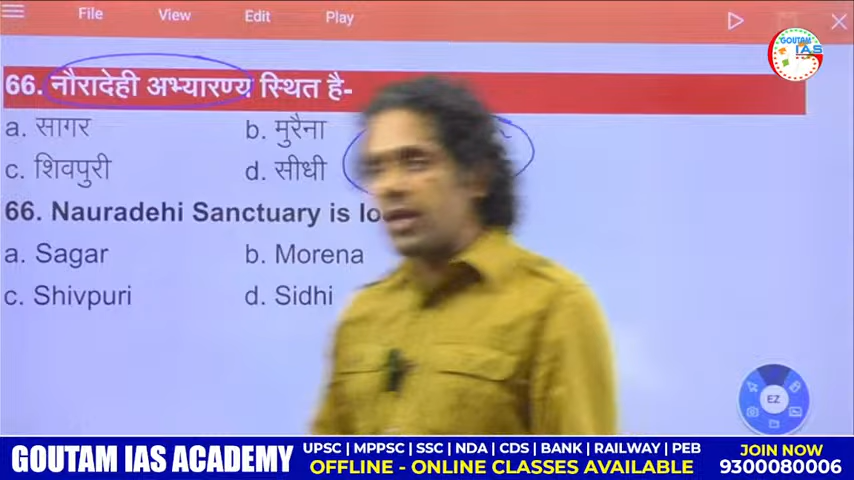 File View Edit Play
GOUTAM
IAS
66. नौरादेही अभ्यारण्य स्थित है-
a. सागर b. मुरैना
c. शिवपुरी d. सीधी
66. Nauradehi Sanctuary is
a. Sagar b. Morena
c. Shivpuri d. Sidhi
EZ
GOUTAM IAS ACADEMY
UPSC | MPPSC | SSC | NDA | CDS | BANK | RAILWAY | PEB
OFFLINE - ONLINE CLASSES AVAILABLE
JOIN NOW
9300080006